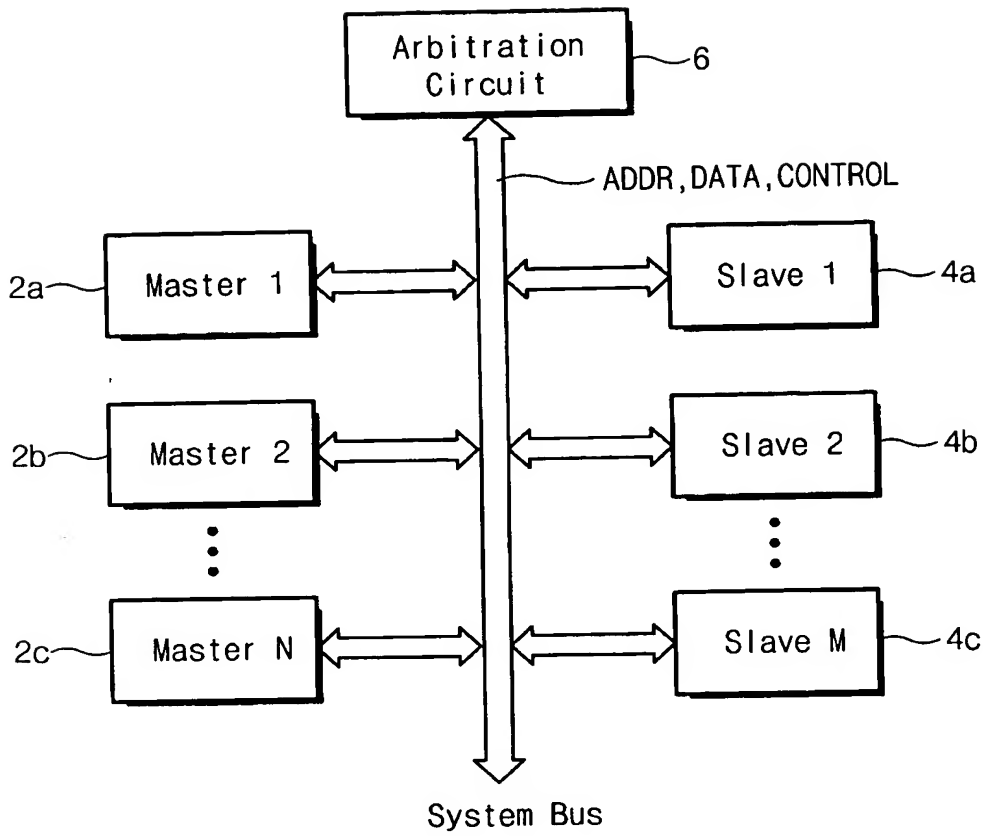 Arbitration
Circuit
6
ADDR,DATA,CONTROL
2a
Master 1
Slave 1
4a
2b
Master 2
Slave 2
4b
2c
Master N
Slave M
4c
System Bus